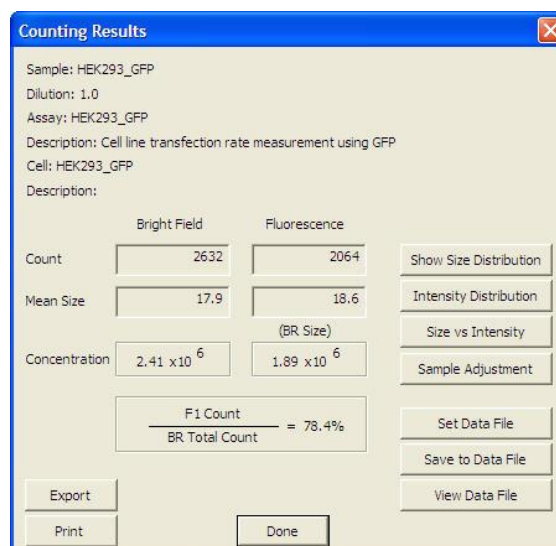 Counting Results
Sample: HEK293_GFP
Dilution: 1.0
Assay: HEK293_GFP
Description: Cell line transfection rate measurement using GFP
Cell: HEK293_GFP
Description:
Bright Field Fluorescence
Count 2632 2064 Show Size Distribution
Mean Size 17.9 18.6 Intensity Distribution
(BR Size) Size vs Intensity
Concentration 2.41 x10 6 1.89 x10 6 Sample Adjustment
F1 Count
BR Total Count = 78.4%
Set Data File
Save to Data File
Export View Data File
Print Done